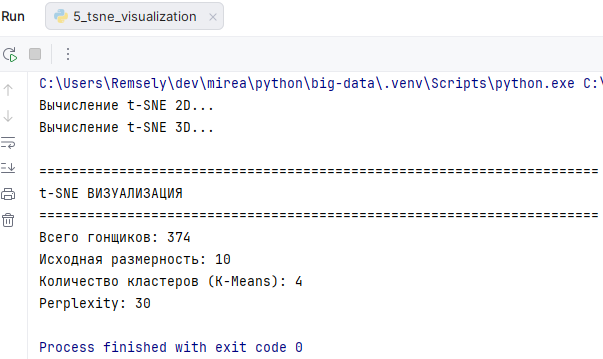 Run
5_tsne_visualization
C:\Users\Remsely\dev\mirea\python\big-data\.venv\Scripts\python.exe C:\
Вычисление t-SNE 2D...
Вычисление t-SNE 3D...
======================================================================
t-SNE ВИЗУАЛИЗАЦИЯ
======================================================================
Всего гонщиков: 374
Исходная размерность: 10
Количество кластеров (K-Means): 4
Perplexity: 30
Process finished with exit code 0